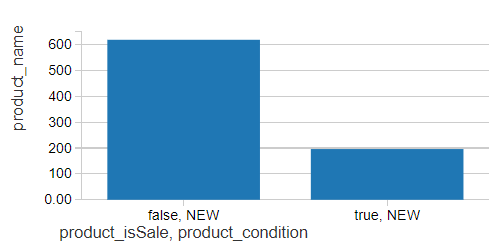 product_name
600
500
400
300
200
100
0.00
false, NEW
true, NEW
product_isSale, product_condition